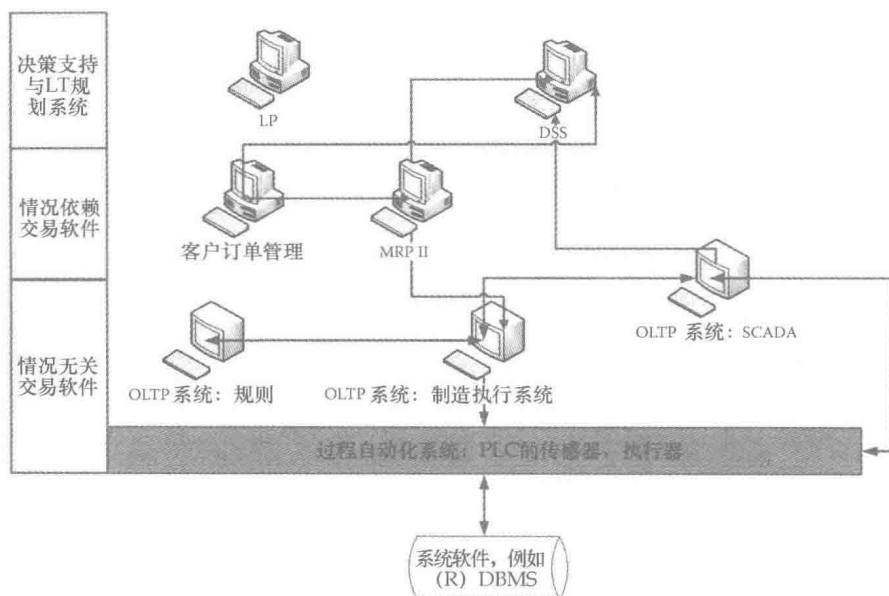 决策支持
与LT规
划系统
LP
DSS
情况依赖
交易软件
客户订单管理
MRP II
OLTP 系统：SCADA
情况无关
交易软件
OLTP 系统：规则
OLTP 系统：制造执行系统
过程自动化系统：PLC的传感器、执行器
系统软件，例如
（R）DBMS